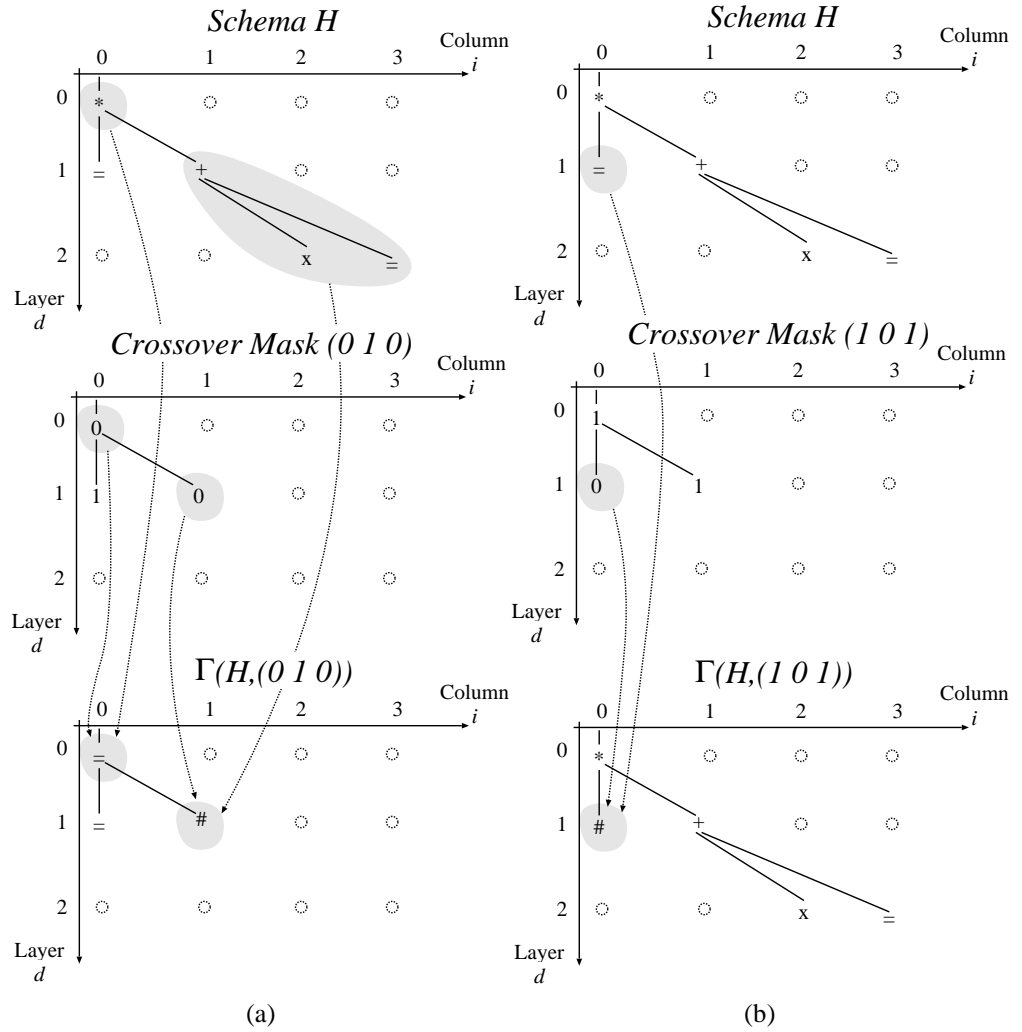 Schema H
Column
i
0 1 2 3
0
*
1
=
+
2
x
=
Layer
d
Crossover Mask (0 1 0)
Column
i
0 1 2 3
0
0
1
1
0
2
Layer
d
Γ(H,(0 1 0))
Column
i
0 1 2 3
0
=
1
=
#
2
Layer
d
(a)
Schema H
Column
i
0 1 2 3
0
*
1
=
+
2
x
=
Layer
d
Crossover Mask (1 0 1)
Column
i
0 1 2 3
0
1
1
0
1
2
Layer
d
Γ(H,(1 0 1))
Column
i
0 1 2 3
0
*
1
#
+
2
x
=
Layer
d
(b)